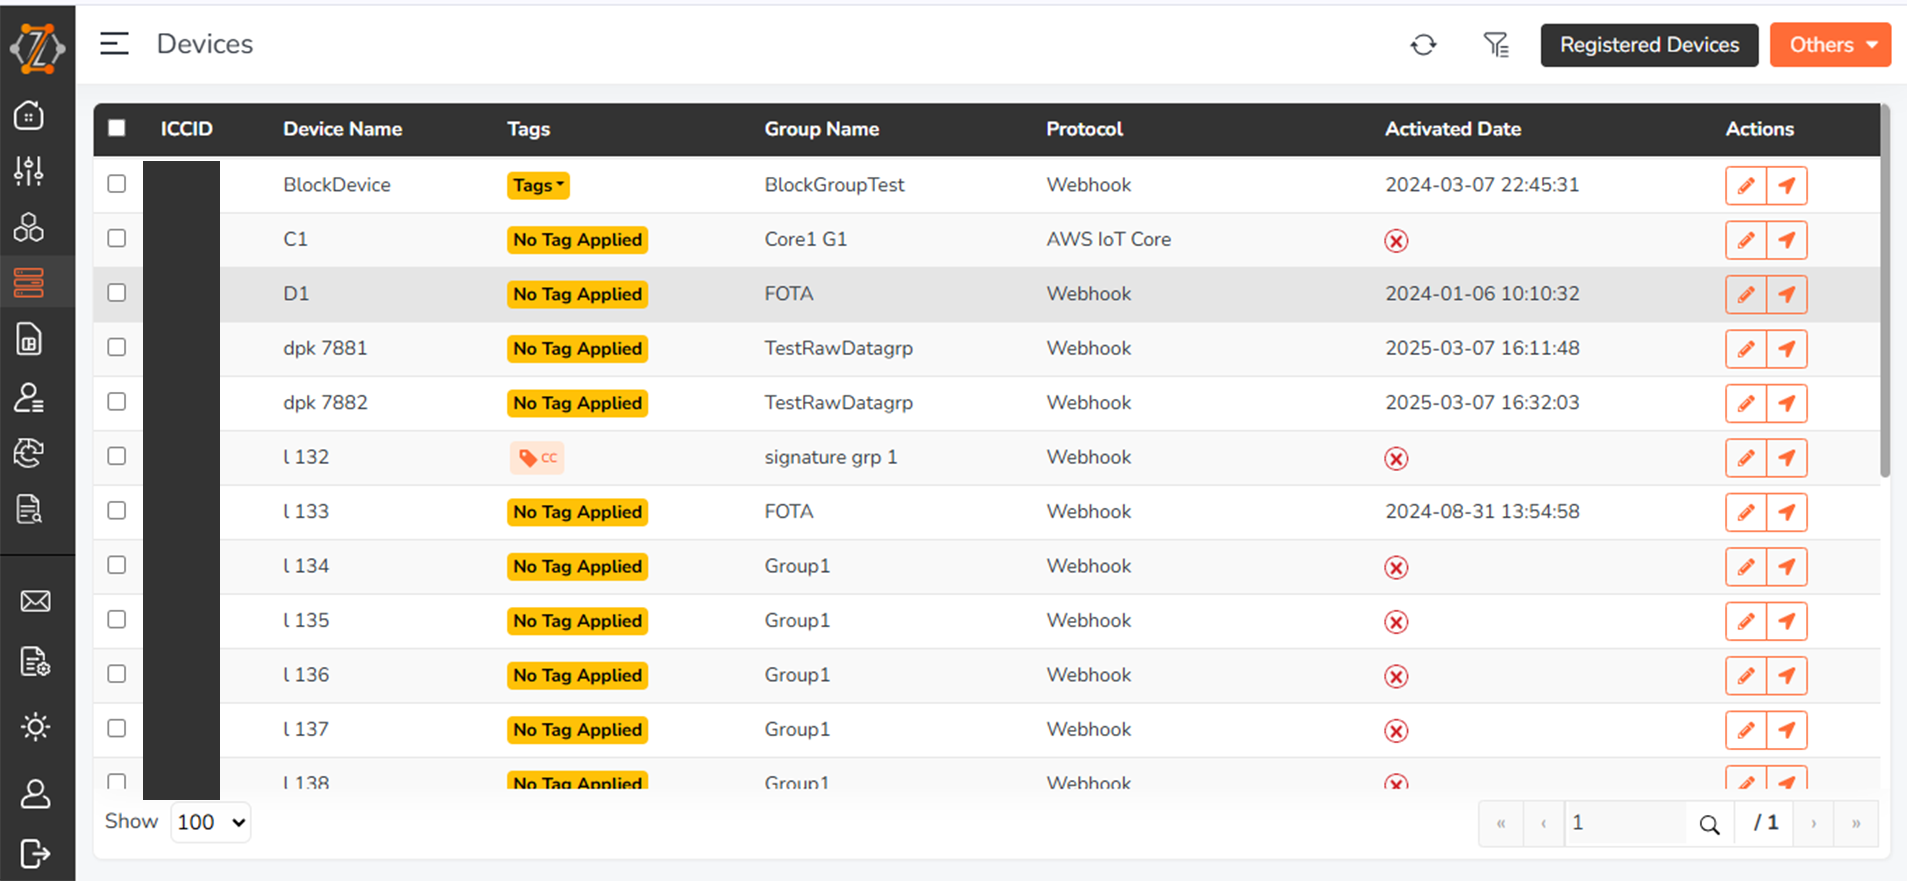 Devices
Registered Devices
Others
ICCID Device Name Tags Group Name Protocol Activated Date Actions
BlockDevice Tags BlockGroupTest Webhook 2024-03-07 22:45:31
C1 No Tag Applied Core1 G1 AWS IoT Core
D1 No Tag Applied FOTA Webhook 2024-01-06 10:10:32
dpk 7881 No Tag Applied TestRawDatagrp Webhook 2025-03-07 16:11:48
dpk 7882 No Tag Applied TestRawDatagrp Webhook 2025-03-07 16:32:03
l 132 CC signature grp 1 Webhook
l 133 No Tag Applied FOTA Webhook 2024-08-31 13:54:58
l 134 No Tag Applied Group1 Webhook
l 135 No Tag Applied Group1 Webhook
l 136 No Tag Applied Group1 Webhook
l 137 No Tag Applied Group1 Webhook
l 138 No Tag Applied Group1 Webhook
Show 100 « ‹ 1 / 1 › »